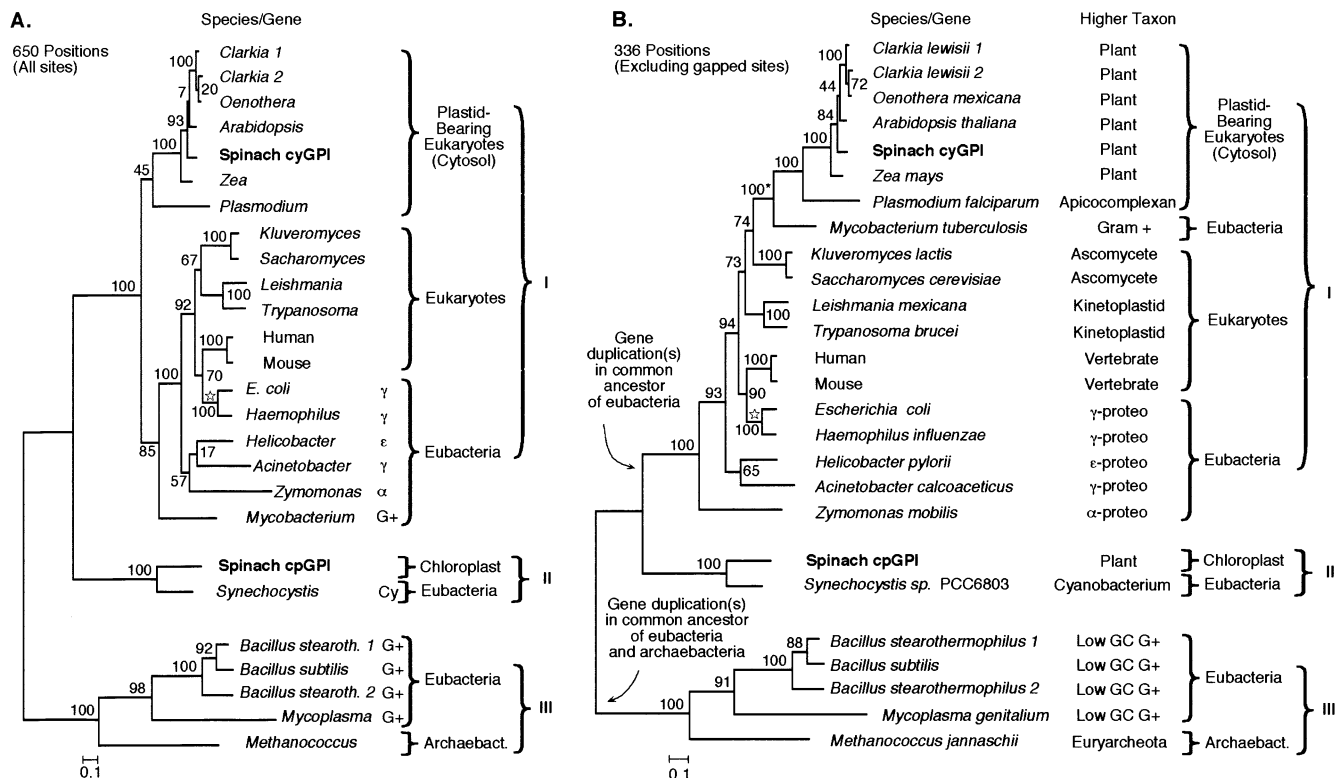 A.
Species/Gene
650 Positions
(All sites)
100
Clarkia 1
Clarkia 2
7
20
Oenothera
93
Arabidopsis
100
Spinach cyGPI
45
Zea
Plasmodium
Plastid-
Bearing
Eukaryotes
(Cytosol)
Kluveromyces
100
Sacharomyces
67
Leishmania
100
Trypanosoma
92
Human
100
Mouse
70
Eukaryotes
I
100
E. coli γ
☆
100
Haemophilus γ
100
Helicobacter ε
17
Acinetobacter γ
85
57
Zymomonas α
Mycobacterium G+
Eubacteria
Spinach cpGPI
Chloroplast
100
II
Synechocystis Cy
Eubacteria
92
Bacillus stearoth. 1 G+
100
Bacillus subtilis G+
98
Bacillus stearoth. 2 G+
Eubacteria
100
Mycoplasma G+
III
Methanococcus
Archaebact.
0.1
B.
Species/Gene
Higher Taxon
336 Positions
(Excluding gapped sites)
100
Clarkia lewisii 1 Plant
Clarkia lewisii 2 Plant
44
72
Oenothera mexicana Plant
84
Arabidopsis thaliana Plant
100
Spinach cyGPI Plant
100
Zea mays Plant
100*
Plasmodium falciparum Apicocomplexan
Plastid-
Bearing
Eukaryotes
(Cytosol)
74
Mycobacterium tuberculosis Gram +
Eubacteria
Kluveromyces lactis Ascomycete
73
100
Saccharomyces cerevisiae Ascomycete
Leishmania mexicana Kinetoplastid
100
94
Trypanosoma brucei Kinetoplastid
Human Vertebrate
100
Mouse Vertebrate
Eukaryotes
I
93
90
Escherichia coli γ-proteo
☆
100
Haemophilus influenzae γ-proteo
100
Helicobacter pylorii ε-proteo
65
Acinetobacter calcoaceticus γ-proteo
Zymomonas mobilis α-proteo
Eubacteria
Gene
duplication(s)
in common
ancestor
of eubacteria
Spinach cpGPI Plant
Chloroplast
100
II
Synechocystis sp. PCC6803 Cyanobacterium
Eubacteria
Gene duplication(s)
in common ancestor
of eubacteria
and archaebacteria
88
Bacillus stearothermophilus 1 Low GC G+
100
Bacillus subtilis Low GC G+
91
Bacillus stearothermophilus 2 Low GC G+
Eubacteria
100
Mycoplasma genitalium Low GC G+
III
Methanococcus jannaschii Euryarcheota
Archaebact.
0.1